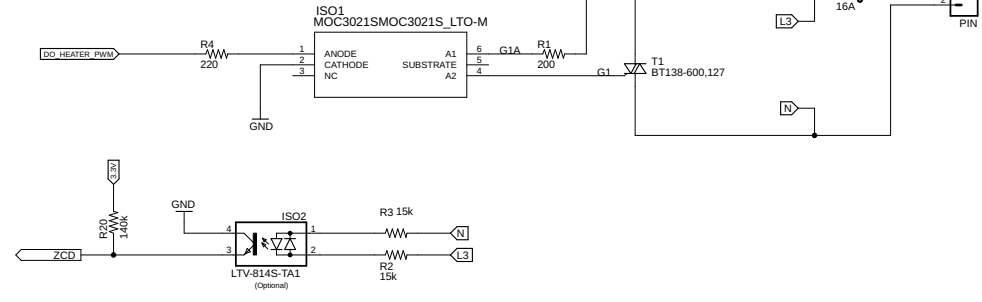 2
16A
L3
PIN
ISO1
MOC3021SMOC3021S_LTO-M
DO_HEATER_PWM
R4
220
1
2
3
ANODE
CATHODE
NC
A1
SUBSTRATE
A2
6
5
4
G1A
R1
200
G1
T1
BT138-600,127
N
GND
3.3V
R20
140k
GND
ISO2
4
3
1
2
R3 15k
N
ZCD
L3
R2
15k
LTV-814S-TA1
(Optional)